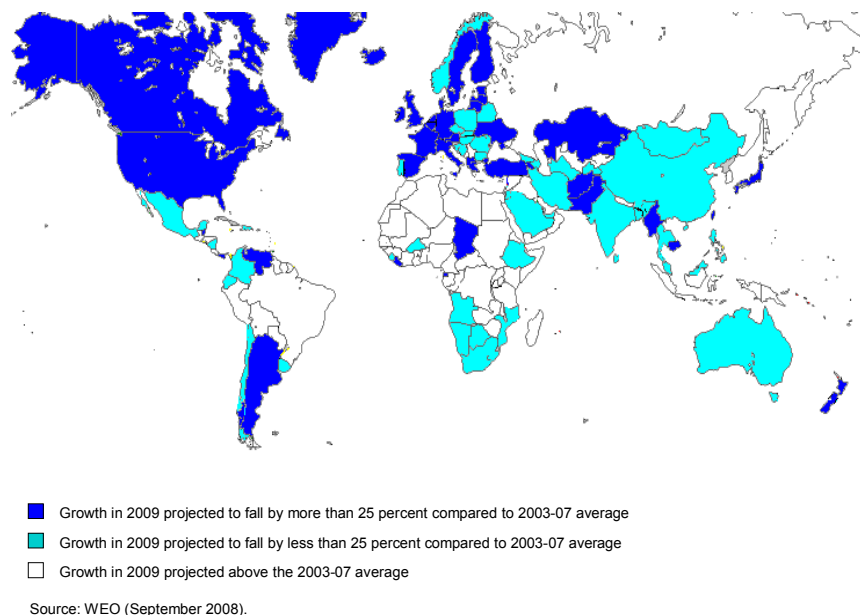 Growth in 2009 projected to fall by more than 25 percent compared to 2003-07 average
Growth in 2009 projected to fall by less than 25 percent compared to 2003-07 average
Growth in 2009 projected above the 2003-07 average
Source: WEO (September 2008).